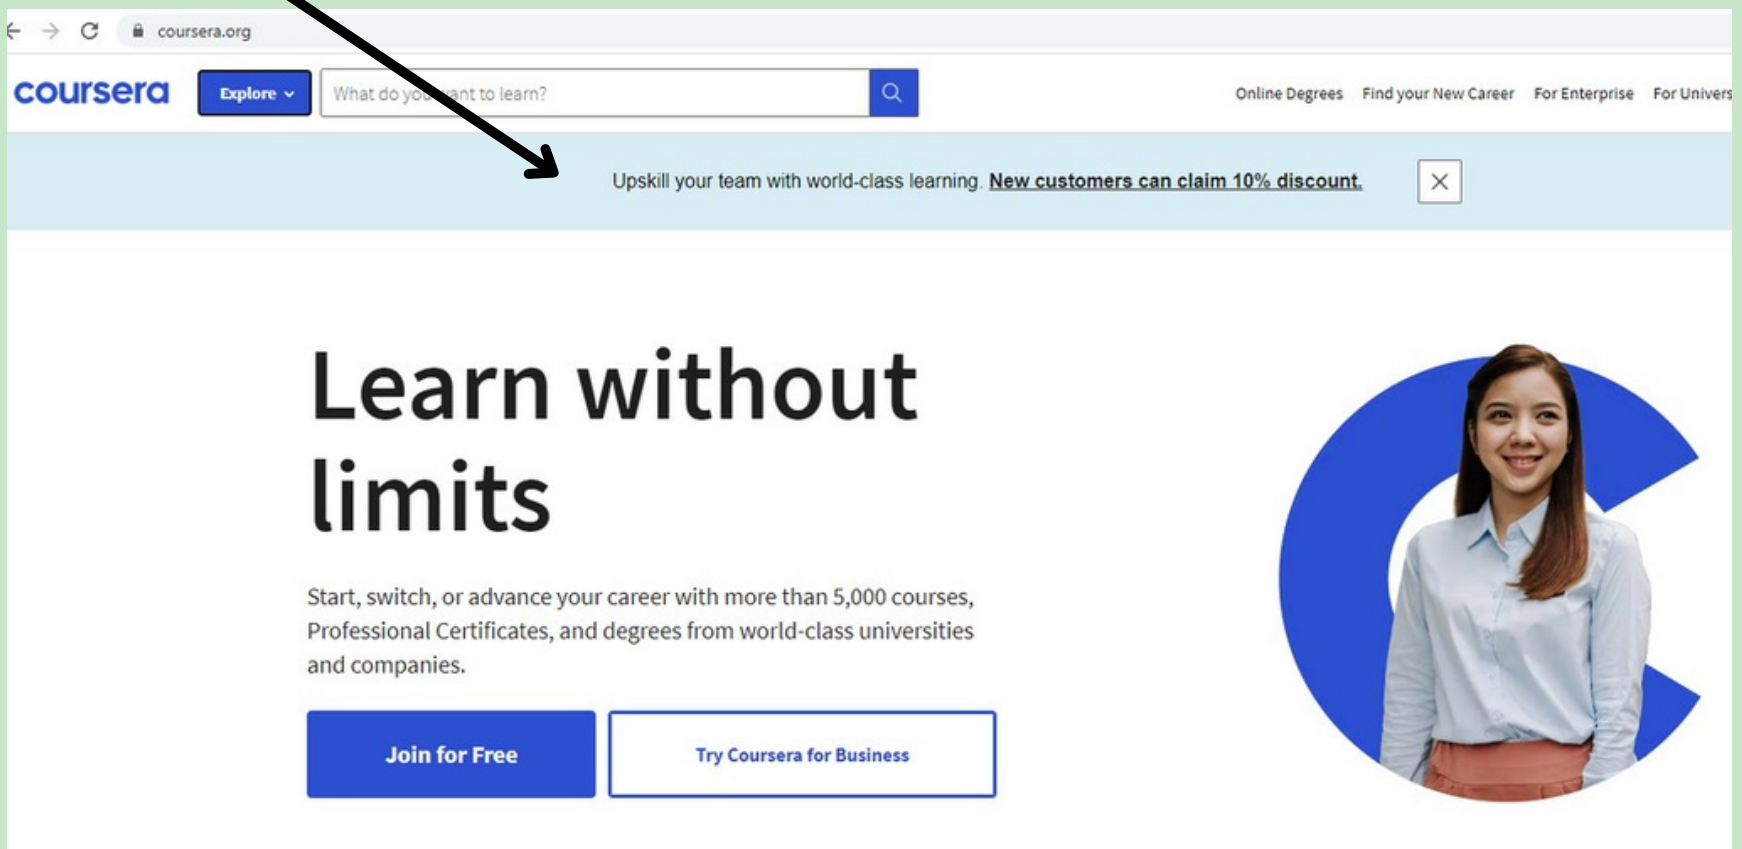 coursera.org
coursera
Explore
What do you want to learn?
Online Degrees Find your New Career For Enterprise For Univers
Upskill your team with world-class learning. New customers can claim 10% discount.
Learn without
limits
Start, switch, or advance your career with more than 5,000 courses,
Professional Certificates, and degrees from world-class universities
and companies.
Join for Free
Try Coursera for Business